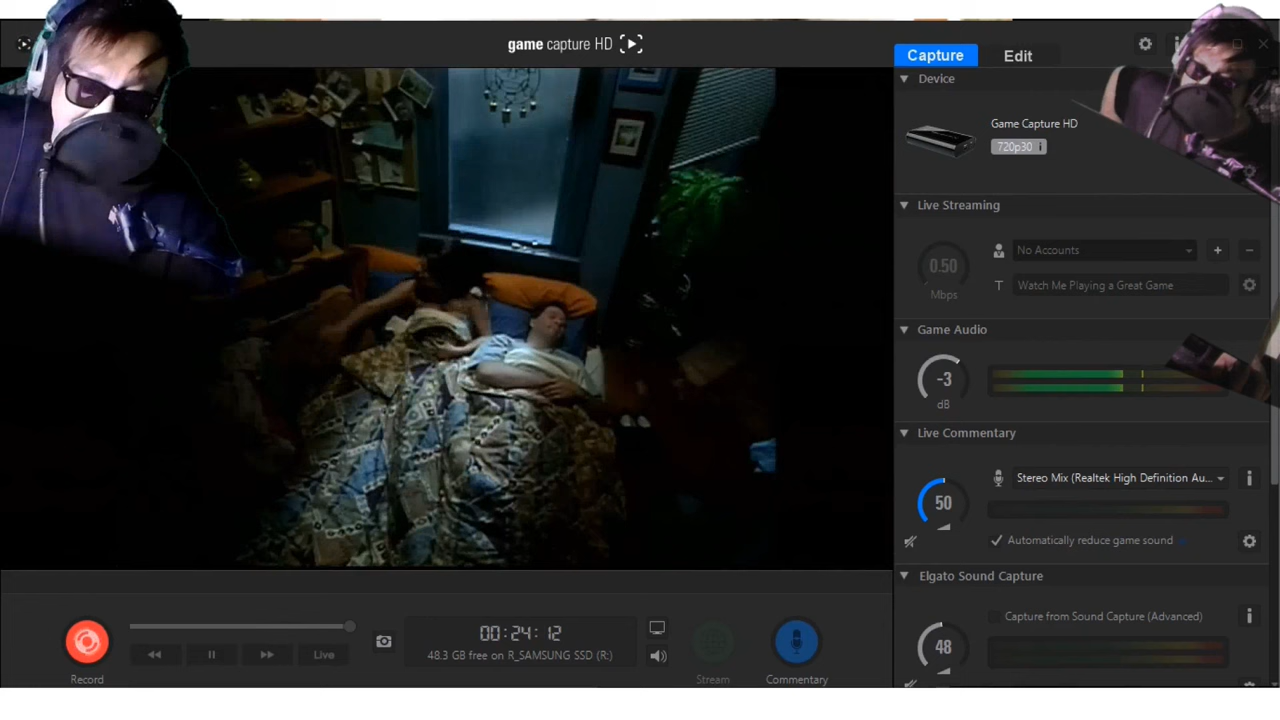 game capture HD
Capture
Edit
Device
Game Capture HD
720p30 i
Live Streaming
0.50
Mbps
No Accounts
T Watch Me Playing a Great Game
Game Audio
-3
dB
Live Commentary
50
Stereo Mix (Realtek High Definition Au...
Automatically reduce game sound
Elgato Sound Capture
Capture from Sound Capture (Advanced)
48
00:24:12
48.3 GB free on R_SAMSUNG SSD (R:)
Live
Record
Stream
Commentary